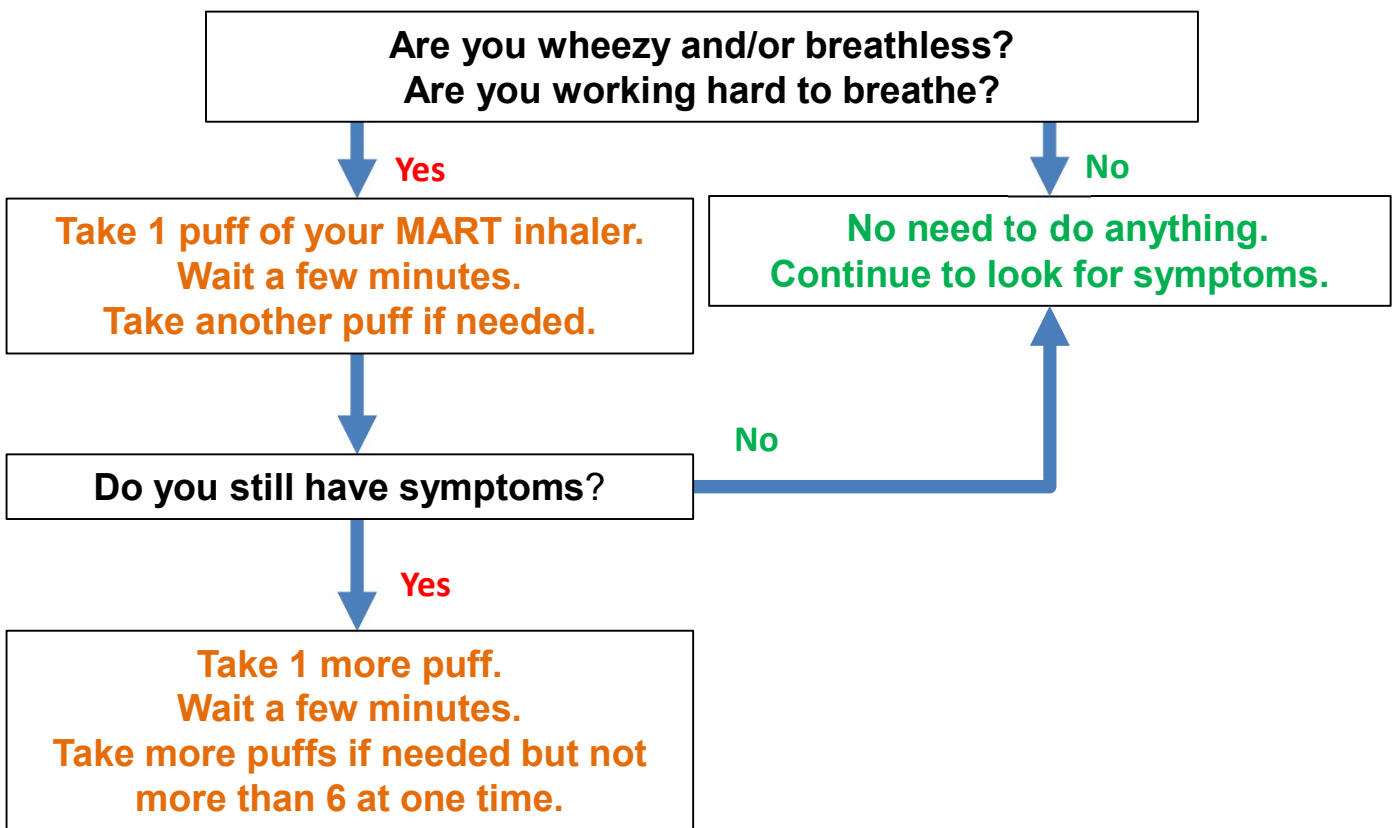 Are you wheezy and/or breathless?
Are you working hard to breathe?
Yes
No
Take 1 puff of your MART inhaler.
Wait a few minutes.
Take another puff if needed.
No need to do anything.
Continue to look for symptoms.
Do you still have symptoms?
No
Yes
Take 1 more puff.
Wait a few minutes.
Take more puffs if needed but not
more than 6 at one time.